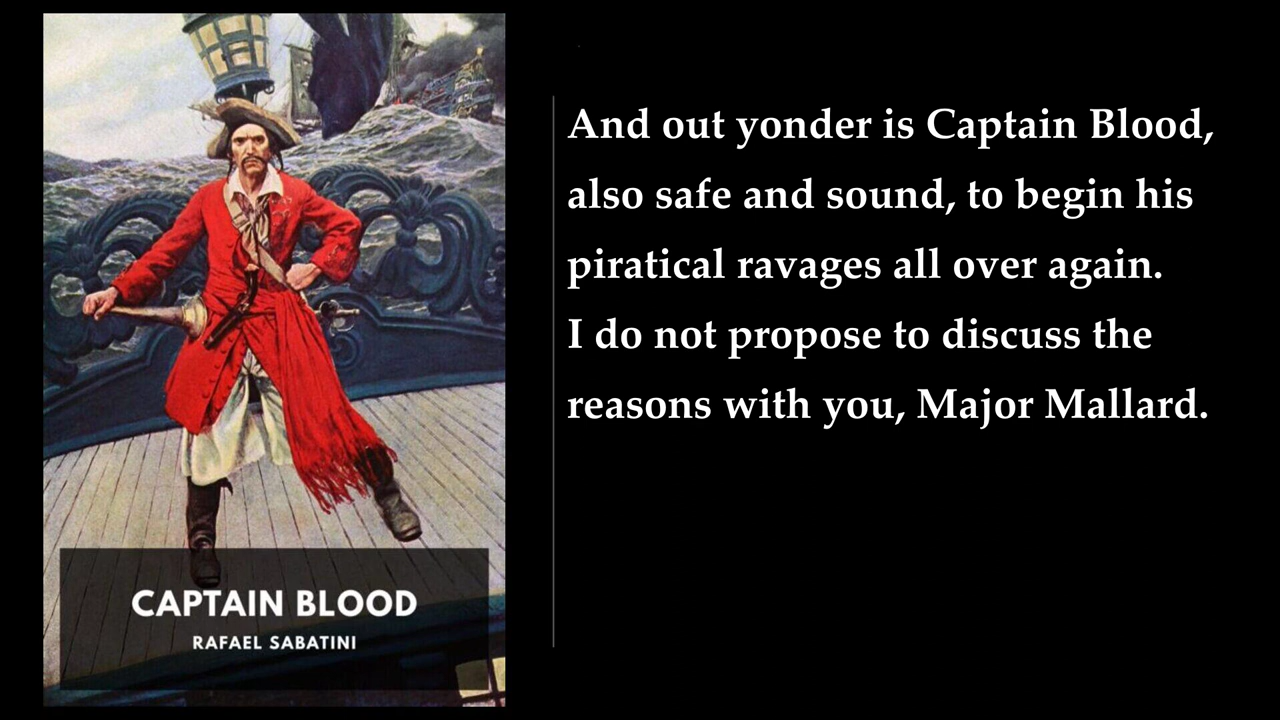 And out yonder is Captain Blood,
also safe and sound, to begin his
piratical ravages all over again.
I do not propose to discuss the
reasons with you, Major Mallard.
CAPTAIN BLOOD
RAFAEL SABATINI